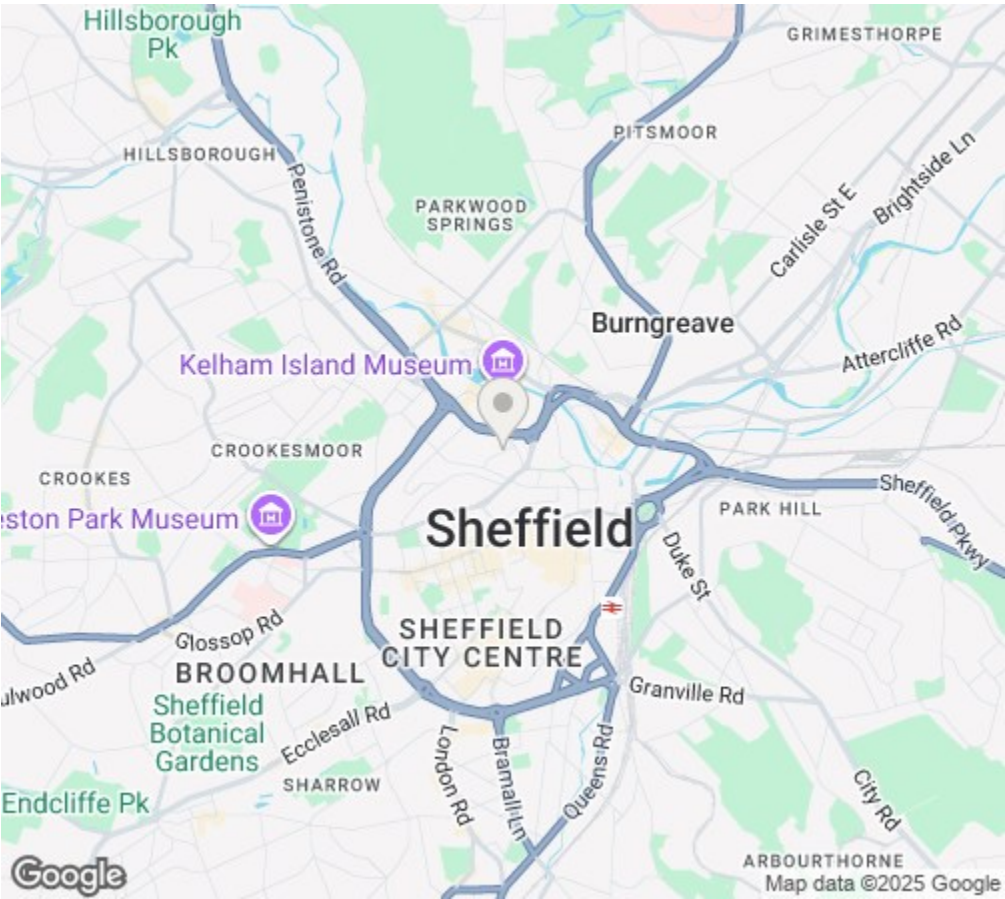 Hillsborough
Pk
GRIMESTHORPE
PITSMOOR
HILLSBOROUGH
Brightside Ln
Penistone Rd
PARKWOOD
SPRINGS
Carlisle St E
Burngreave
Attercliffe Rd
Kelham Island Museum
CROOKESMOOR
CROOKES
eston Park Museum
Sheffield
PARK HILL
Sheffield Pkwy
Duke St
Glossop Rd
SHEFFIELD
CITY CENTRE
BROOMHALL
ulwood Rd
Granville Rd
Sheffield
Botanical
Gardens
Ecclesall Rd
London Rd
Bramall Ln
Queens Rd
SHARROW
Endcliffe Pk
City Rd
ARBOURTHORNE
Google
Map data ©2025 Google